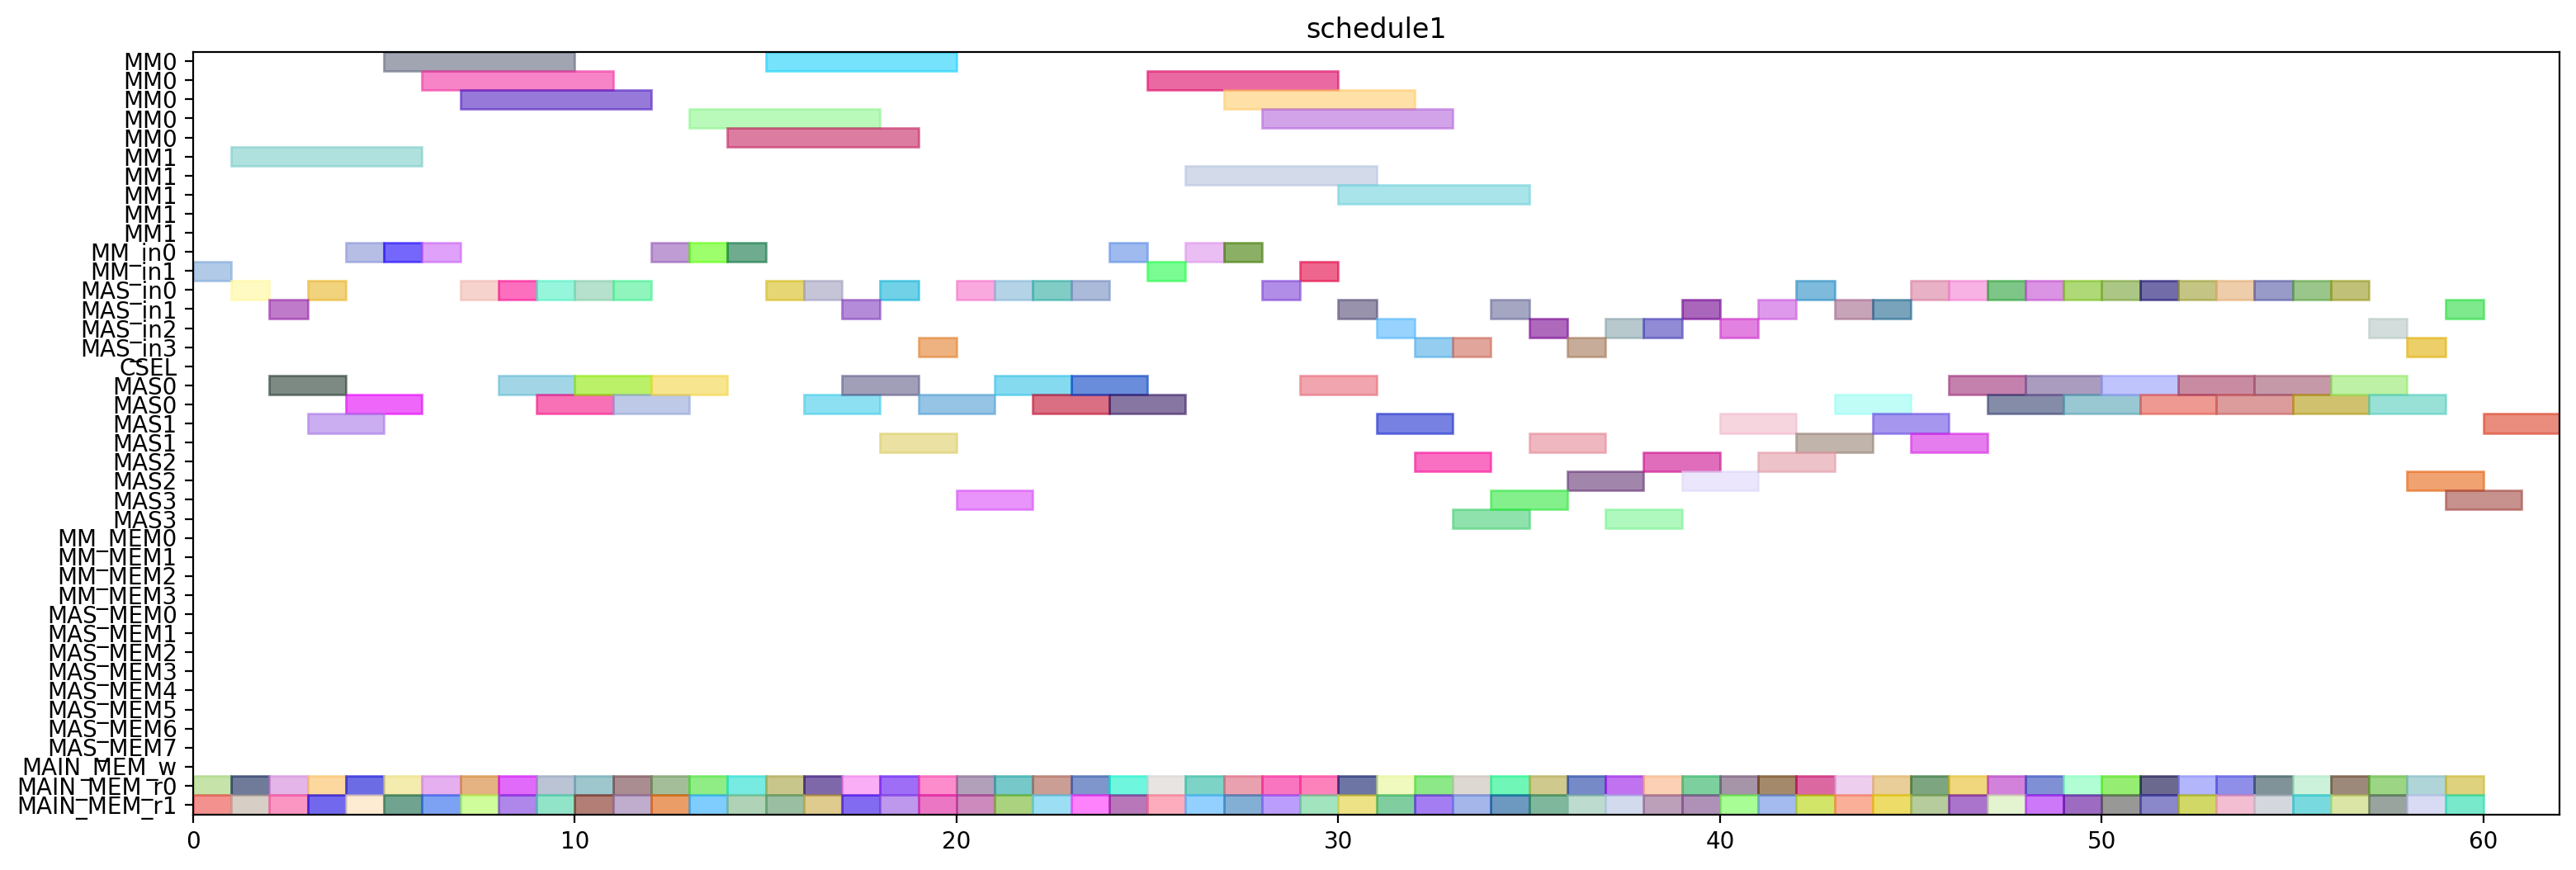 schedule1
MM0
MM0
MM0
MM0
MM0
MM1
MM1
MM1
MM1
MM1
MM_in0
MM_in1
MAS_in0
MAS_in1
MAS_in2
MAS_in3
CSEL
MAS0
MAS0
MAS1
MAS1
MAS2
MAS2
MAS3
MAS3
MM_MEM0
MM_MEM1
MM_MEM2
MM_MEM3
MAS_MEM0
MAS_MEM1
MAS_MEM2
MAS_MEM3
MAS_MEM4
MAS_MEM5
MAS_MEM6
MAS_MEM7
MAIN_MEM_w
MAIN_MEM_r0
MAIN_MEM_r1
0 10 20 30 40 50 60